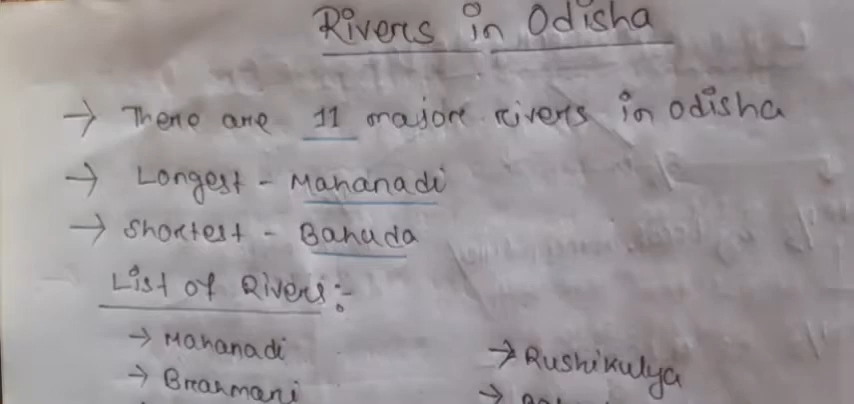 Rivers in Odisha
→ There are 11 major rivers in odisha
→ Longest - Mahanadi
→ Shortest - Bahuda
List of Rivers:-
→ Mahanadi
→ Brahmani
→ Rushikulya
→